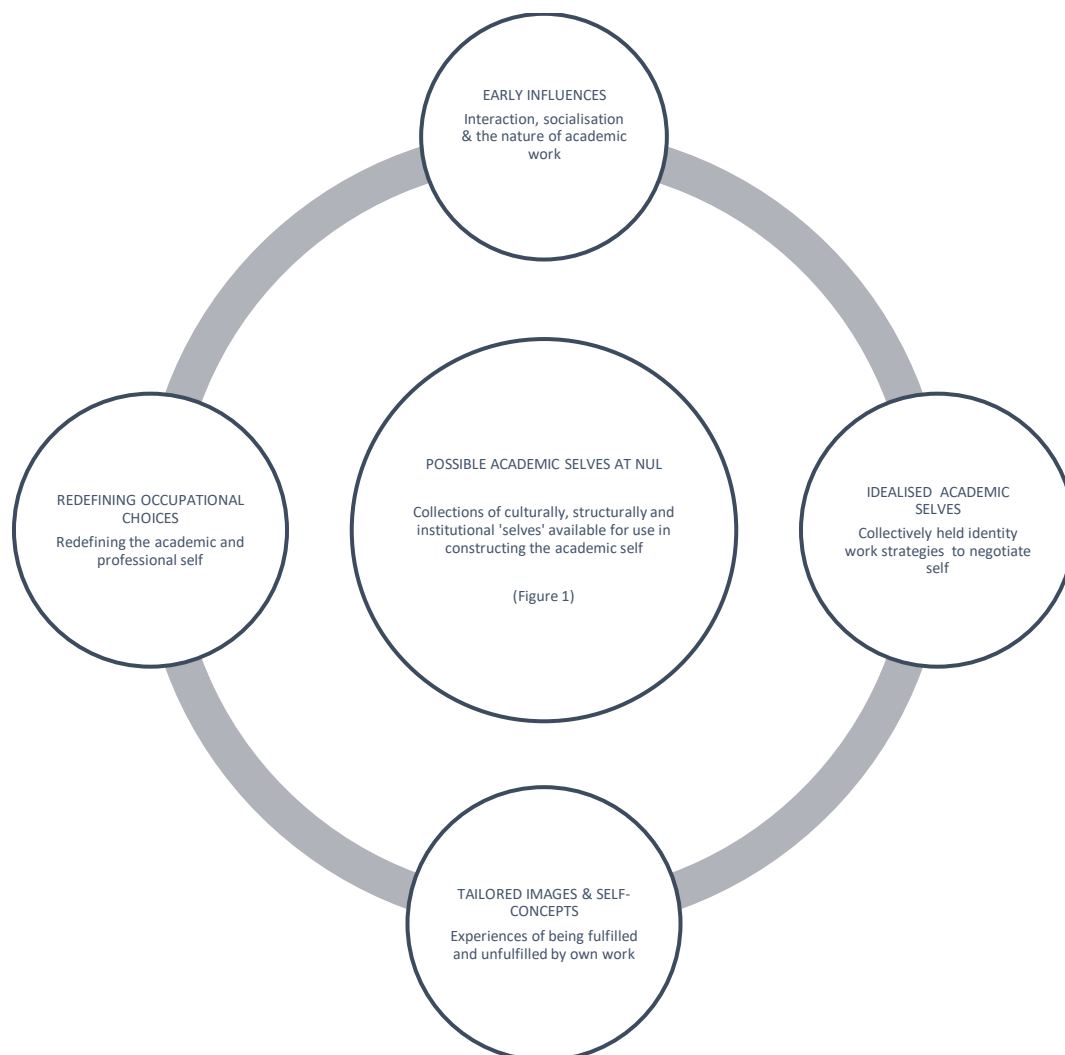 EARLY INFLUENCES
Interaction, socialisation
& the nature of academic
work
POSSIBLE ACADEMIC SELVES AT NUL
Collections of culturally, structurally and
institutional 'selves' available for use in
constructing the academic self
(Figure 1)
REDEFINING OCCUPATIONAL
CHOICES
Redefining the academic and
professional self
IDEALISED ACADEMIC
SELVES
Collectively held identity
work strategies to negotiate
self
TAILORED IMAGES & SELF-
CONCEPTS
Experiences of being fulfilled
and unfulfilled by own work